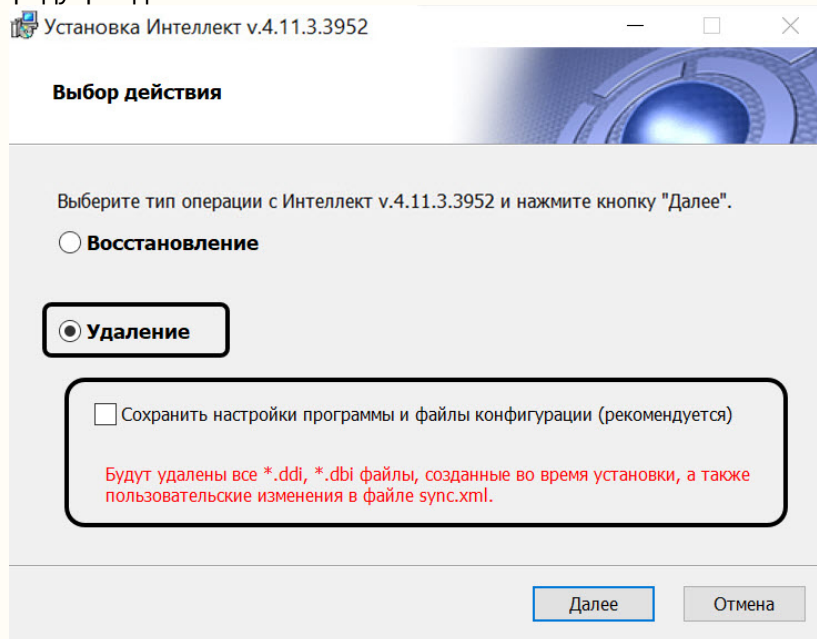 Установка Интеллект v.4.11.3.3952
Выбор действия
Выберите тип операции с Интеллект v.4.11.3.3952 и нажмите кнопку "Далее".
Восстановление
Удаление
Сохранить настройки программы и файлы конфигурации (рекомендуется)
Будут удалены все *.ddi, *.dbi файлы, созданные во время установки, а также
пользовательские изменения в файле sync.xml.
Далее
Отмена